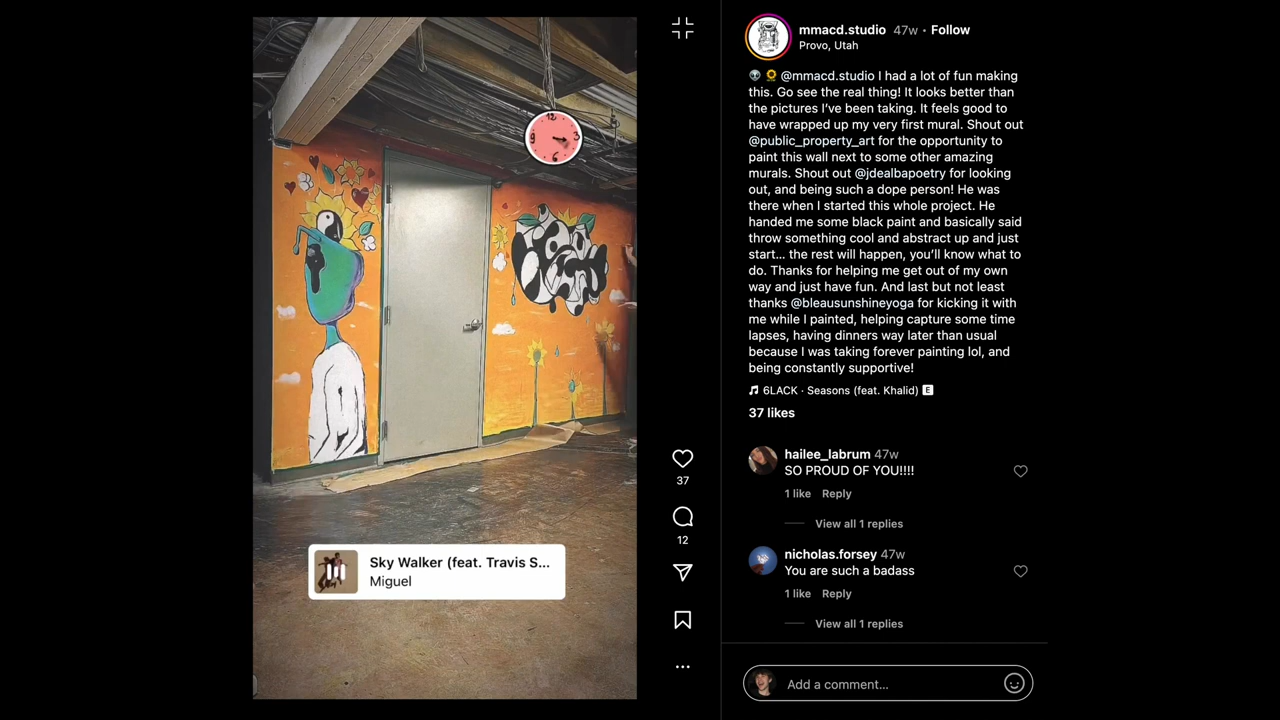 12
3
6
9
Sky Walker (feat. Travis S...
Miguel
37
12
mmacd.studio 47w • Follow
Provo, Utah
👽 🌻 @mmacd.studio I had a lot of fun making
this. Go see the real thing! It looks better than
the pictures I’ve been taking. It feels good to
have wrapped up my very first mural. Shout out
@public_property_art for the opportunity to
paint this wall next to some other amazing
murals. Shout out @jdealbapoetry for looking
out, and being such a dope person! He was
there when I started this whole project. He
handed me some black paint and basically said
throw something cool and abstract up and just
start... the rest will happen, you’ll know what to
do. Thanks for helping me get out of my own
way and just have fun. And last but not least
thanks @bleausunshineyoga for kicking it with
me while I painted, helping capture some time
lapses, having dinners way later than usual
because I was taking forever painting lol, and
being constantly supportive!
6LACK · Seasons (feat. Khalid) E
37 likes
hailee_labrum 47w
SO PROUD OF YOU!!!!
1 like Reply
View all 1 replies
nicholas.forsey 47w
You are such a badass
1 like Reply
View all 1 replies
Add a comment...